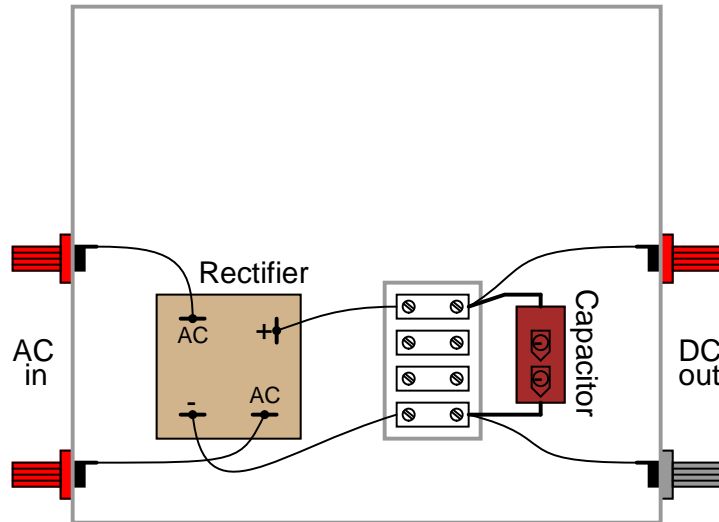 Rectifier
AC
+
-
AC
AC
in
Capacitor
DC
out